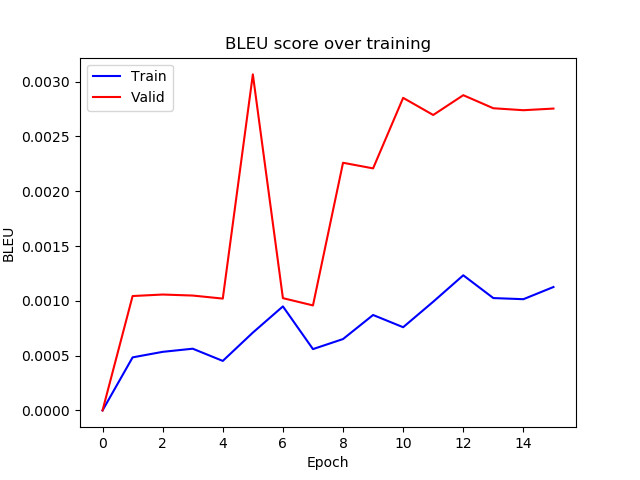 BLEU score over training
Train
Valid
0.0030
0.0025
0.0020
0.0015
0.0010
0.0005
0.0000
BLEU
0 2 4 6 8 10 12 14
Epoch